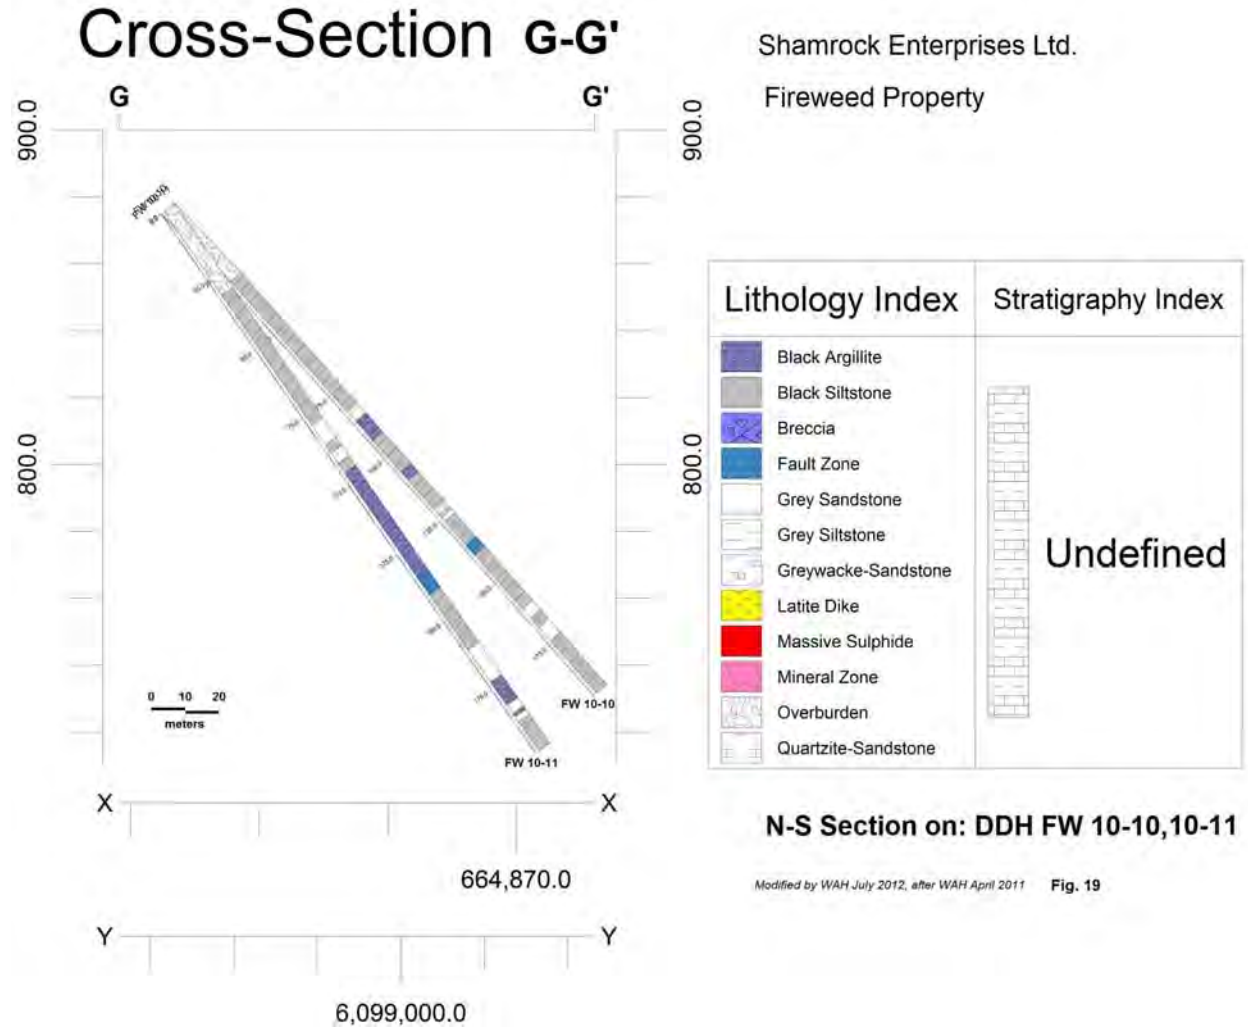 Cross-Section G-G'
Shamrock Enterprises Ltd.
Fireweed Property
G G'
900.0 900.0
800.0 800.0
Lithology Index
Stratigraphy Index
Black Argillite
Black Siltstone
Breccia
Fault Zone
Grey Sandstone
Grey Siltstone
Greywacke-Sandstone
Latite Dike
Massive Sulphide
Mineral Zone
Overburden
Quartzite-Sandstone
Undefined
0 10 20
meters
FW 10-10
FW 10-11
X X
664,870.0
Y Y
6,099,000.0
N-S Section on: DDH FW 10-10,10-11
Modified by WAH July 2012, after WAH April 2011 Fig. 19